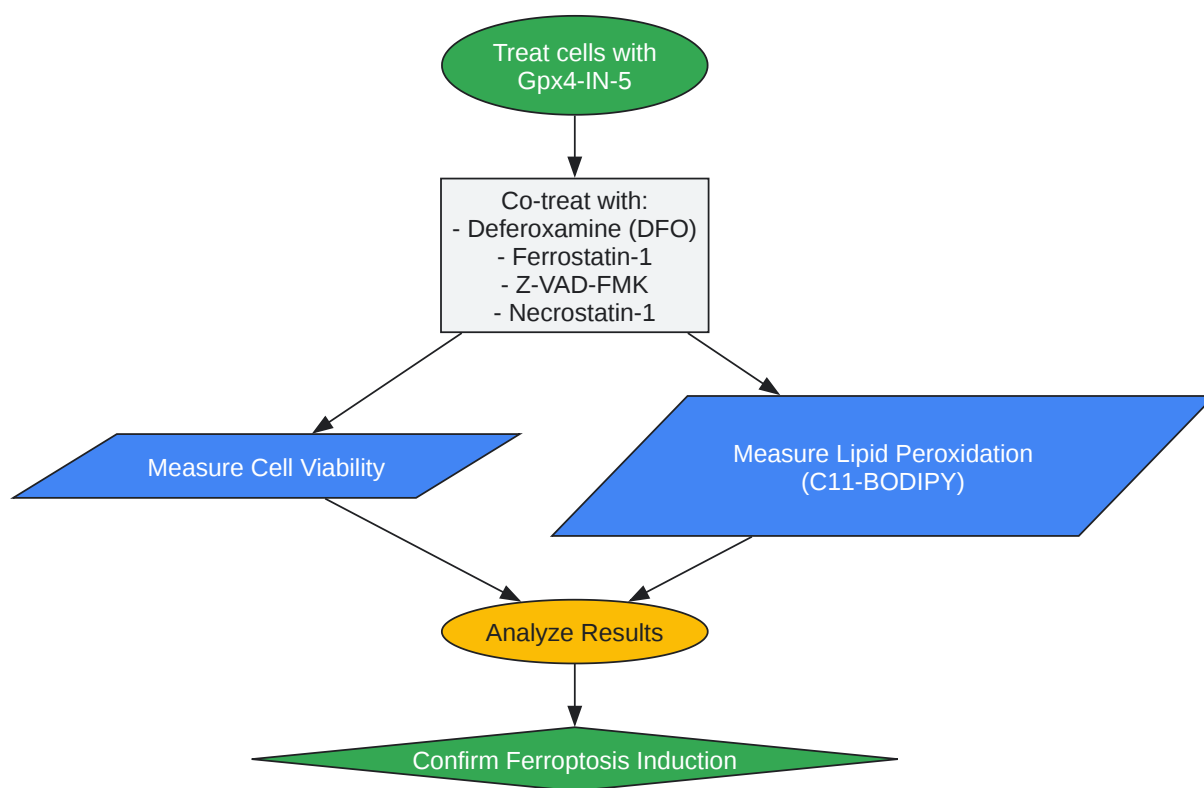 Treat cells with
Gpx4-IN-5
Co-treat with:
- Deferoxamine (DFO)
- Ferrostatin-1
- Z-VAD-FMK
- Necrostatin-1
Measure Cell Viability
Measure Lipid Peroxidation
(C11-BODIPY)
Analyze Results
Confirm Ferroptosis Induction